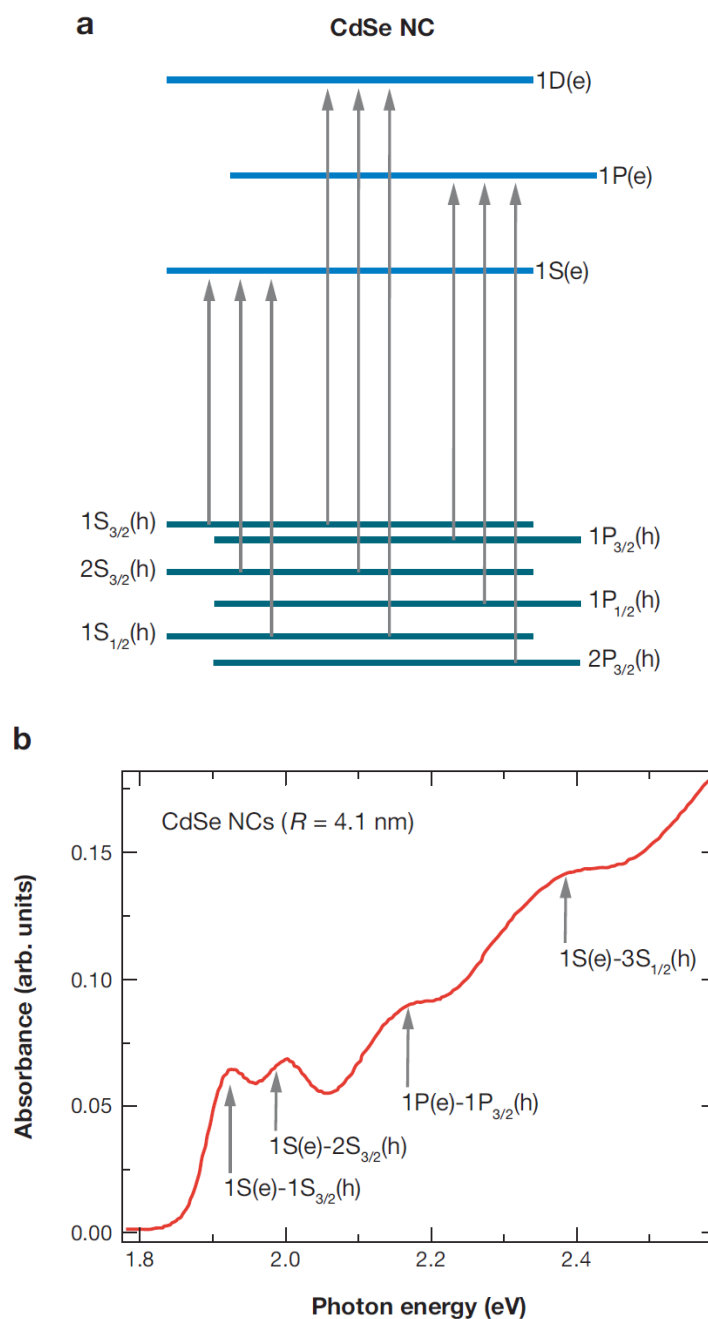 a
CdSe NC
1D(e)
1P(e)
1S(e)
1S3/2(h)
1P3/2(h)
2S3/2(h)
1P1/2(h)
1S1/2(h)
2P3/2(h)
b
CdSe NCs (R = 4.1 nm)
0.15
0.10
0.05
0.00
Absorbance (arb. units)
1S(e)-3S1/2(h)
1P(e)-1P3/2(h)
1S(e)-2S3/2(h)
1S(e)-1S3/2(h)
1.8 2.0 2.2 2.4
Photon energy (eV)